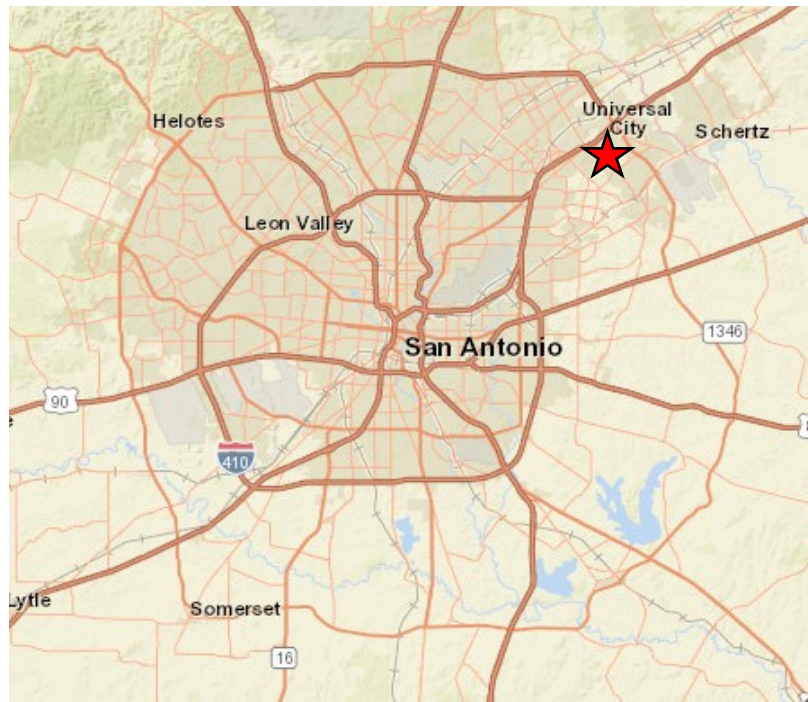 Universal
City
Schertz
Helotes
Leon Valley
1346
San Antonio
90
410
Lytle
Somerset
16